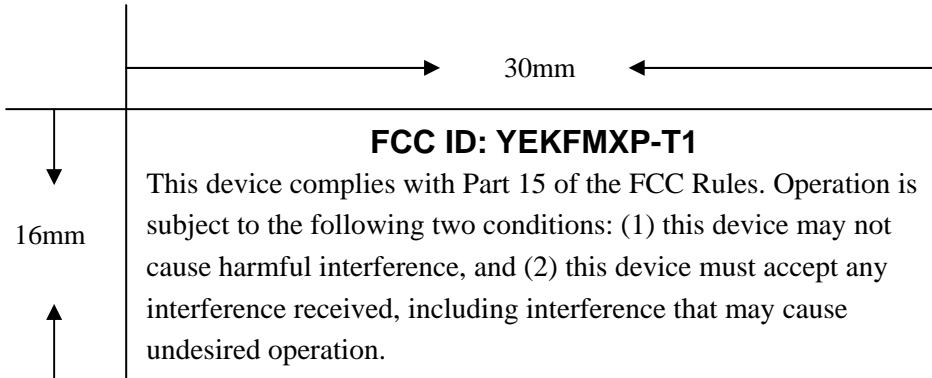 30mm
FCC ID: YEKFMXP-T1
This device complies with Part 15 of the FCC Rules. Operation is
subject to the following two conditions: (1) this device may not
16mm
cause harmful interference, and (2) this device must accept any
interference received, including interference that may cause
undesired operation.